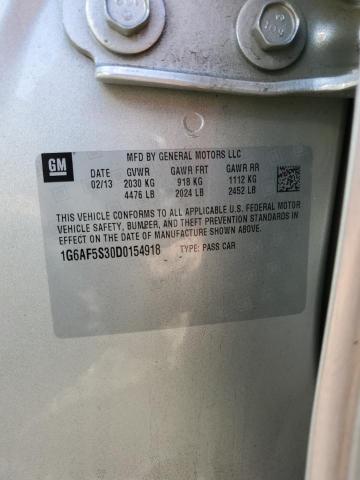 GM
MFD BY GENERAL MOTORS LLC
DATE GVWR GAWR FRT GAWR RR
02/13 2030 KG 918 KG 1112 KG
4476 LB 2024 LB 2452 LB
THIS VEHICLE CONFORMS TO ALL APPLICABLE U.S. FEDERAL MOTOR
VEHICLE SAFETY, BUMPER, AND THEFT PREVENTION STANDARDS
IN EFFECT ON THE DATE OF MANUFACTURE SHOWN ABOVE.
1G6AF5S30D0154918 TYPE: PASS CAR